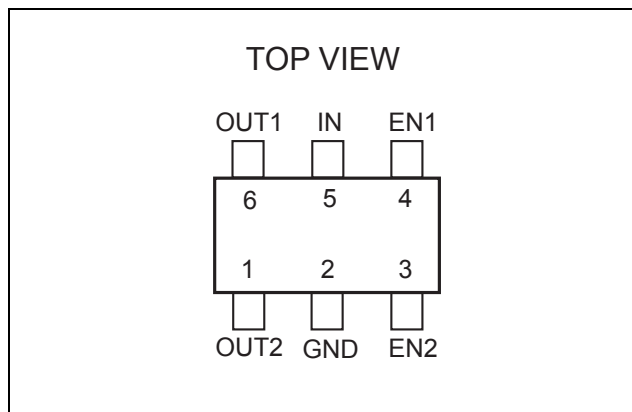 TOP VIEW
OUT1 IN EN1
6 5 4
1 2 3
OUT2 GND EN2